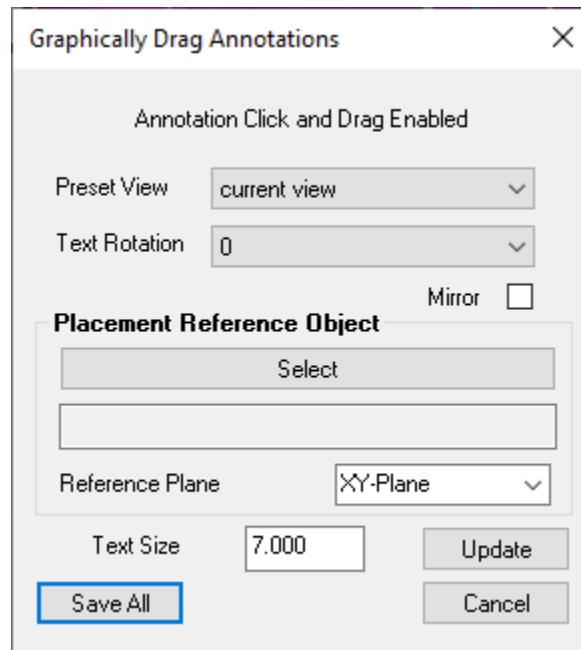 Graphically Drag Annotations
Annotation Click and Drag Enabled
Preset View current view
Text Rotation 0
Mirror
Placement Reference Object
Select
Reference Plane XY-Plane
Text Size 7.000 Update
Save All Cancel